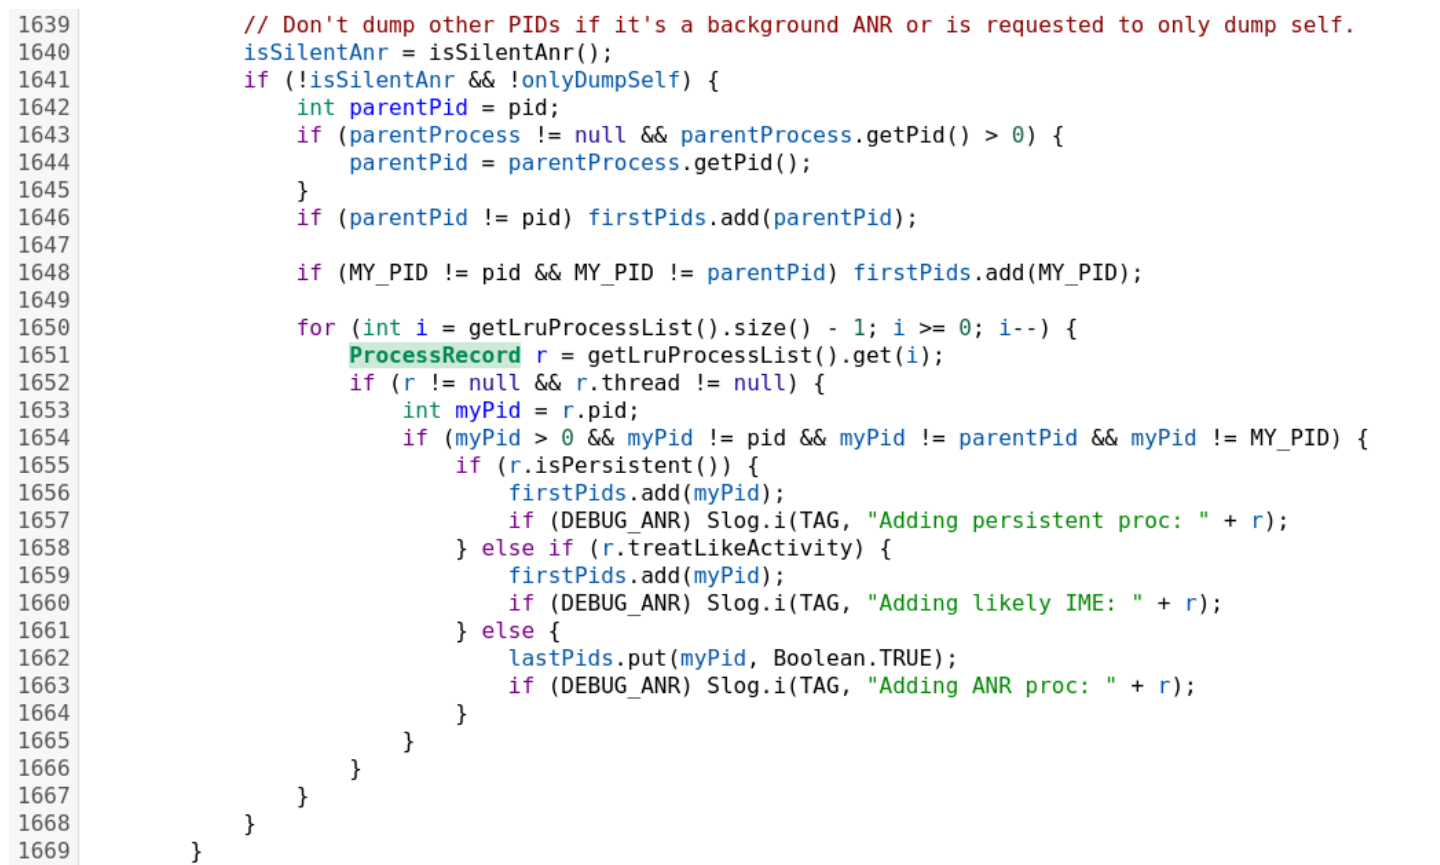 1639             // Don't dump other PIDs if it's a background ANR or is requested to only dump self.
1640             isSilentAnr = isSilentAnr();
1641             if (!isSilentAnr && !onlyDumpSelf) {
1642                 int parentPid = pid;
1643                 if (parentProcess != null && parentProcess.getPid() > 0) {
1644                     parentPid = parentProcess.getPid();
1645                 }
1646                 if (parentPid != pid) firstPids.add(parentPid);
1647
1648                 if (MY_PID != pid && MY_PID != parentPid) firstPids.add(MY_PID);
1649
1650                 for (int i = getLruProcessList().size() - 1; i >= 0; i--) {
1651                     ProcessRecord r = getLruProcessList().get(i);
1652                     if (r != null && r.thread != null) {
1653                         int myPid = r.pid;
1654                         if (myPid > 0 && myPid != pid && myPid != parentPid && myPid != MY_PID) {
1655                             if (r.isPersistent()) {
1656                                 firstPids.add(myPid);
1657                                 if (DEBUG_ANR) Slog.i(TAG, "Adding persistent proc: " + r);
1658                             } else if (r.treatLikeActivity) {
1659                                 firstPids.add(myPid);
1660                                 if (DEBUG_ANR) Slog.i(TAG, "Adding likely IME: " + r);
1661                             } else {
1662                                 lastPids.put(myPid, Boolean.TRUE);
1663                                 if (DEBUG_ANR) Slog.i(TAG, "Adding ANR proc: " + r);
1664                             }
1665                         }
1666                     }
1667                 }
1668             }
1669         }